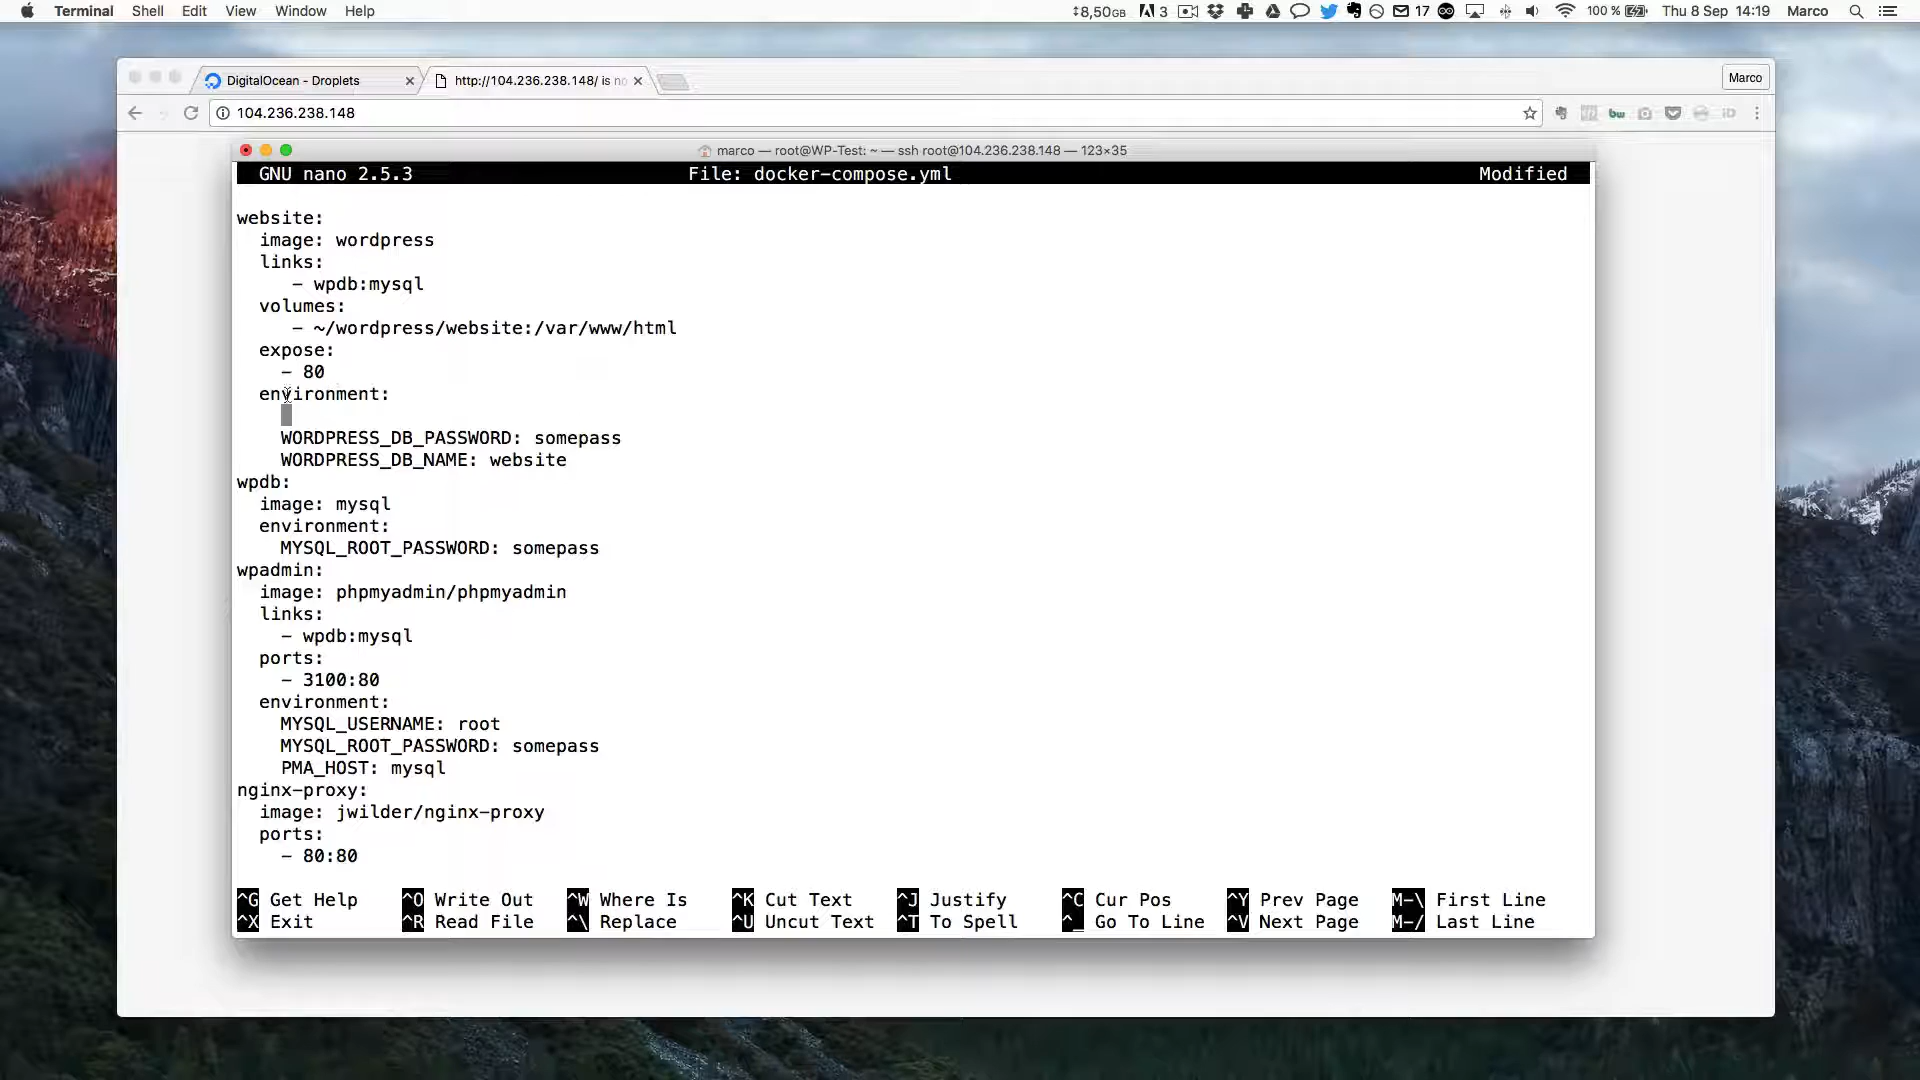 Terminal Shell Edit View Window Help 8,50GB 3 17 100 % Thu 8 Sep 14:19 Marco
DigitalOcean - Droplets http://104.236.238.148/ is no Marco
104.236.238.148 bw iD
marco — root@WP-Test: ~ — ssh root@104.236.238.148 — 123×35
GNU nano 2.5.3 File: docker-compose.yml Modified
website:
image: wordpress
links:
- wpdb:mysql
volumes:
- ~/wordpress/website:/var/www/html
expose:
- 80
environment:
WORDPRESS_DB_PASSWORD: somepass
WORDPRESS_DB_NAME: website
wpdb:
image: mysql
environment:
MYSQL_ROOT_PASSWORD: somepass
wpadmin:
image: phpmyadmin/phpmyadmin
links:
- wpdb:mysql
ports:
- 3100:80
environment:
MYSQL_USERNAME: root
MYSQL_ROOT_PASSWORD: somepass
PMA_HOST: mysql
nginx-proxy:
image: jwilder/nginx-proxy
ports:
- 80:80
^G Get Help ^O Write Out ^W Where Is ^K Cut Text ^J Justify ^C Cur Pos ^Y Prev Page M-\ First Line
^X Exit ^R Read File ^\ Replace ^U Uncut Text ^T To Spell ^_ Go To Line ^V Next Page M-/ Last Line